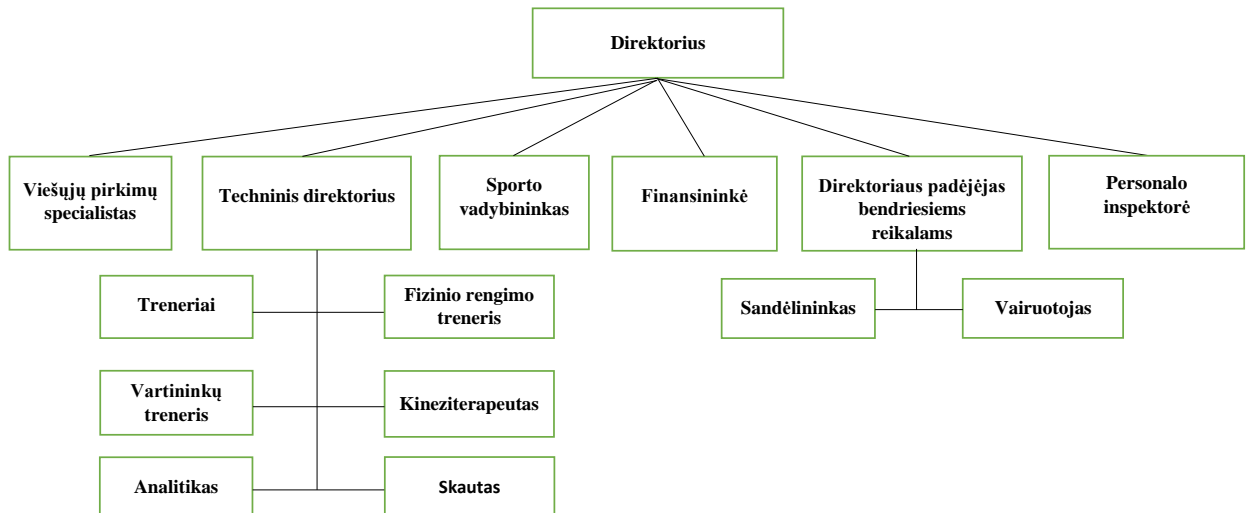 Direktorius
Viešųjų pirkimų
specialistas
Techninis direktorius
Sporto
vadybininkas
Finansininkė
Direktoriaus padėjėjas
bendriesiems
reikalams
Personalo
inspektorė
Treneriai
Fizinio rengimo
treneris
Sandėlininkas
Vairuotojas
Vartininkų
treneris
Kineziterapeutas
Analitikas
Skautas